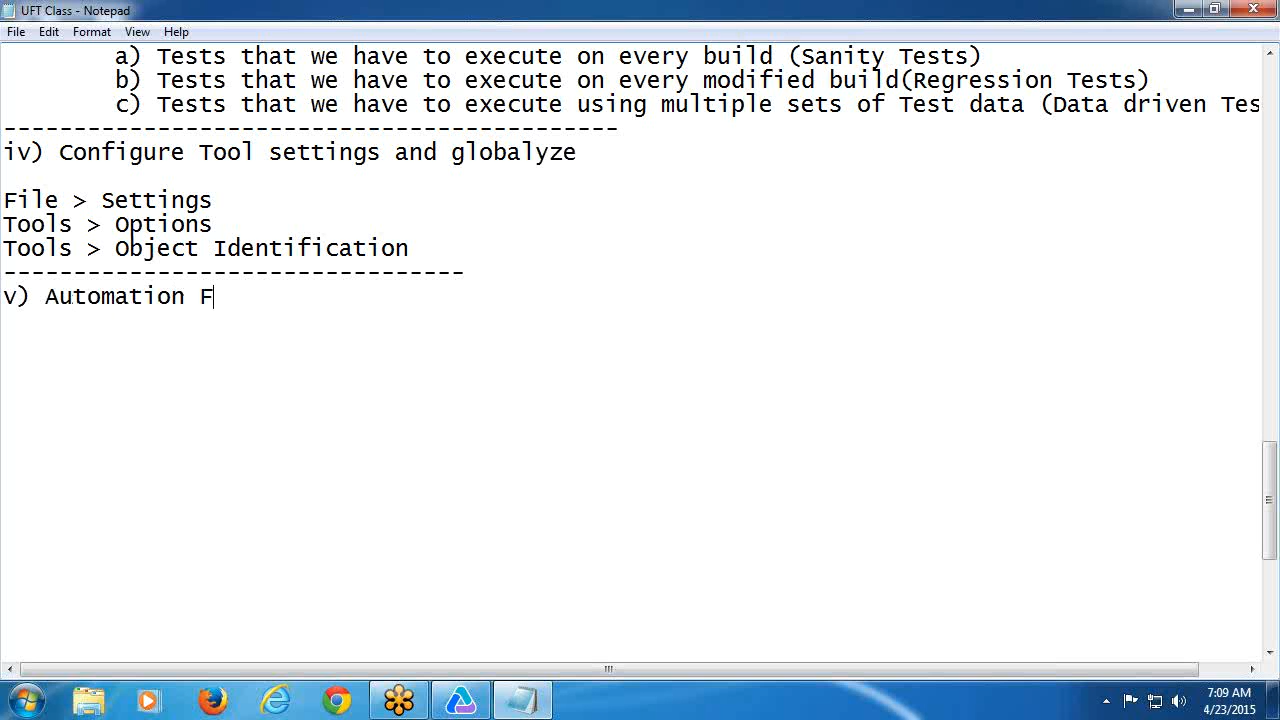 UFT Class - Notepad
File Edit Format View Help
a) Tests that we have to execute on every build (Sanity Tests)
b) Tests that we have to execute on every modified build(Regression Tests)
c) Tests that we have to execute using multiple sets of Test data (Data driven Tes
--------------------------------------------
iv) Configure Tool settings and globalyze
File > Settings
Tools > Options
Tools > Object Identification
---------------------------------
v) Automation F
7:09 AM
4/23/2015